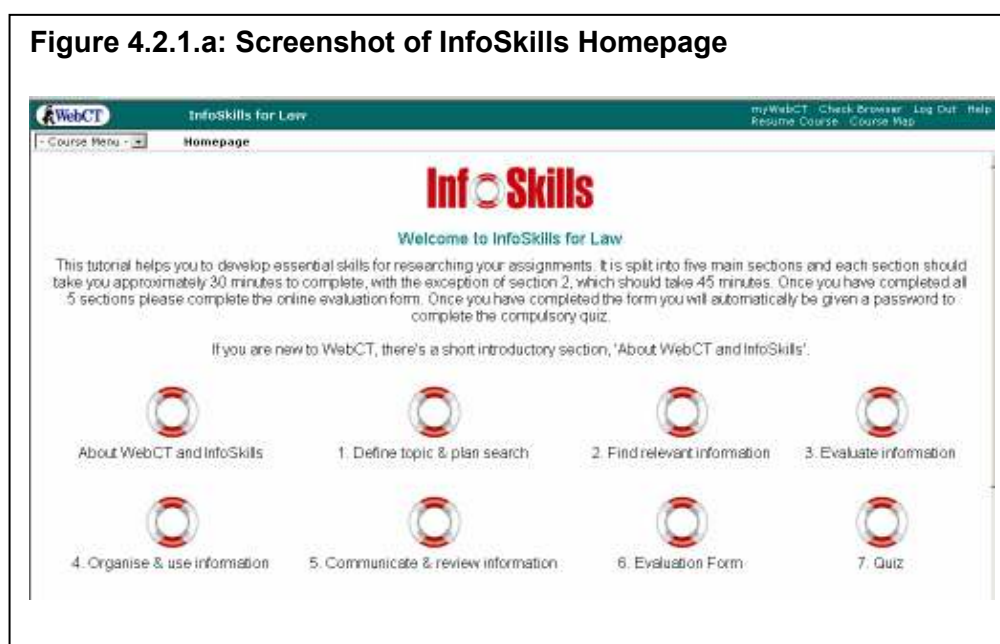 Figure 4.2.1.a: Screenshot of InfoSkills Homepage
WebCT InfoSkills for Law myWebCT Check Browser Log Out Help
Resume Course Course Map
- Course Menu - Homepage
InfoSkills
Welcome to InfoSkills for Law
This tutorial helps you to develop essential skills for researching your assignments. It is split into five main sections and each section should
take you approximately 30 minutes to complete, with the exception of section 2, which should take 45 minutes. Once you have completed all
5 sections please complete the online evaluation form. Once you have completed the form you will automatically be given a password to
complete the compulsory quiz.
If you are new to WebCT, there's a short introductory section, 'About WebCT and InfoSkills'.
About WebCT and InfoSkills 1. Define topic & plan search 2. Find relevant information 3. Evaluate information
4. Organise & use information 5. Communicate & review information 6. Evaluation Form 7. Quiz